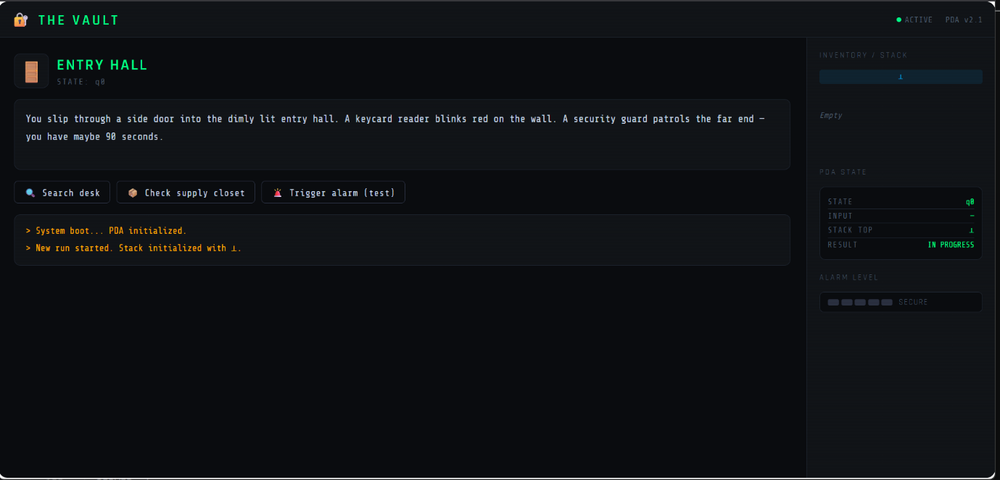 THE VAULT
ACTIVE PDA v2.1
ENTRY HALL
STATE: q0
You slip through a side door into the dimly lit entry hall. A keycard reader blinks red on the wall. A security guard patrols the far end —
you have maybe 90 seconds.
Search desk
Check supply closet
Trigger alarm (test)
> System boot... PDA initialized.
> New run started. Stack initialized with ⊥.
INVENTORY / STACK
⊥
Empty
PDA STATE
STATE q0
INPUT —
STACK TOP ⊥
RESULT IN PROGRESS
ALARM LEVEL
SECURE